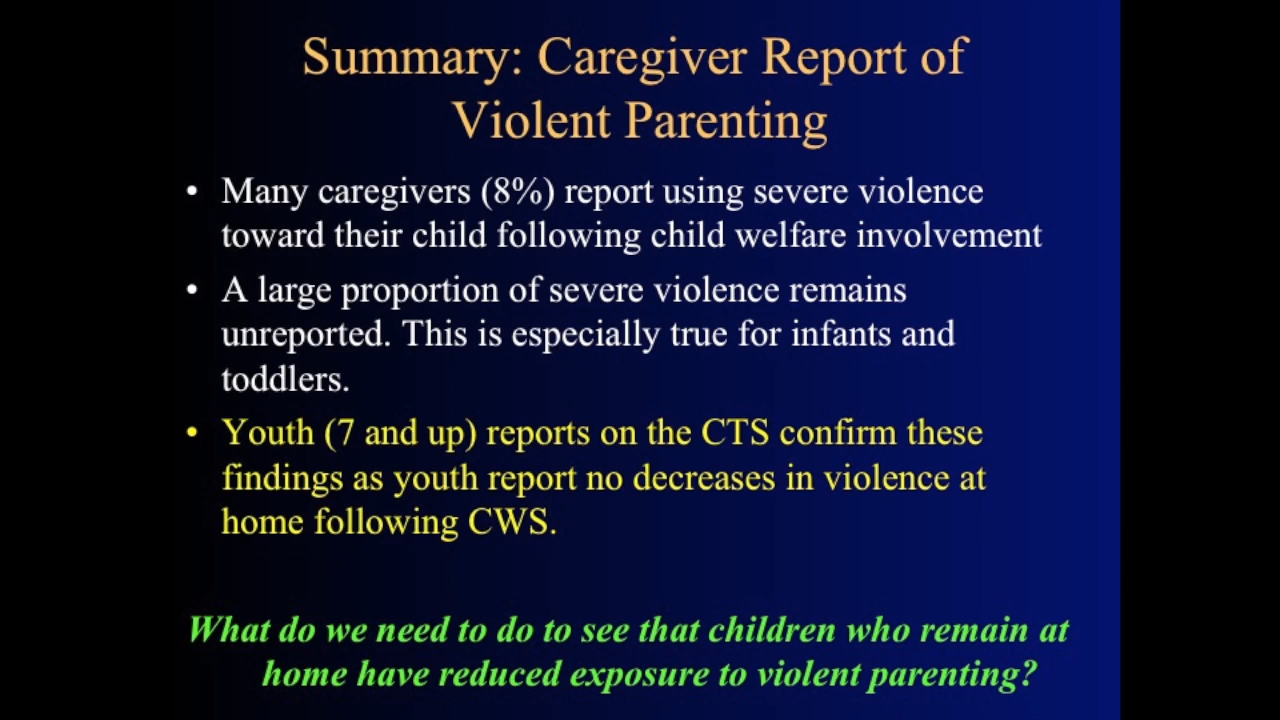 Summary: Caregiver Report of
Violent Parenting
• Many caregivers (8%) report using severe violence
toward their child following child welfare involvement
• A large proportion of severe violence remains
unreported. This is especially true for infants and
toddlers.
• Youth (7 and up) reports on the CTS confirm these
findings as youth report no decreases in violence at
home following CWS.
What do we need to do to see that children who remain at
home have reduced exposure to violent parenting?